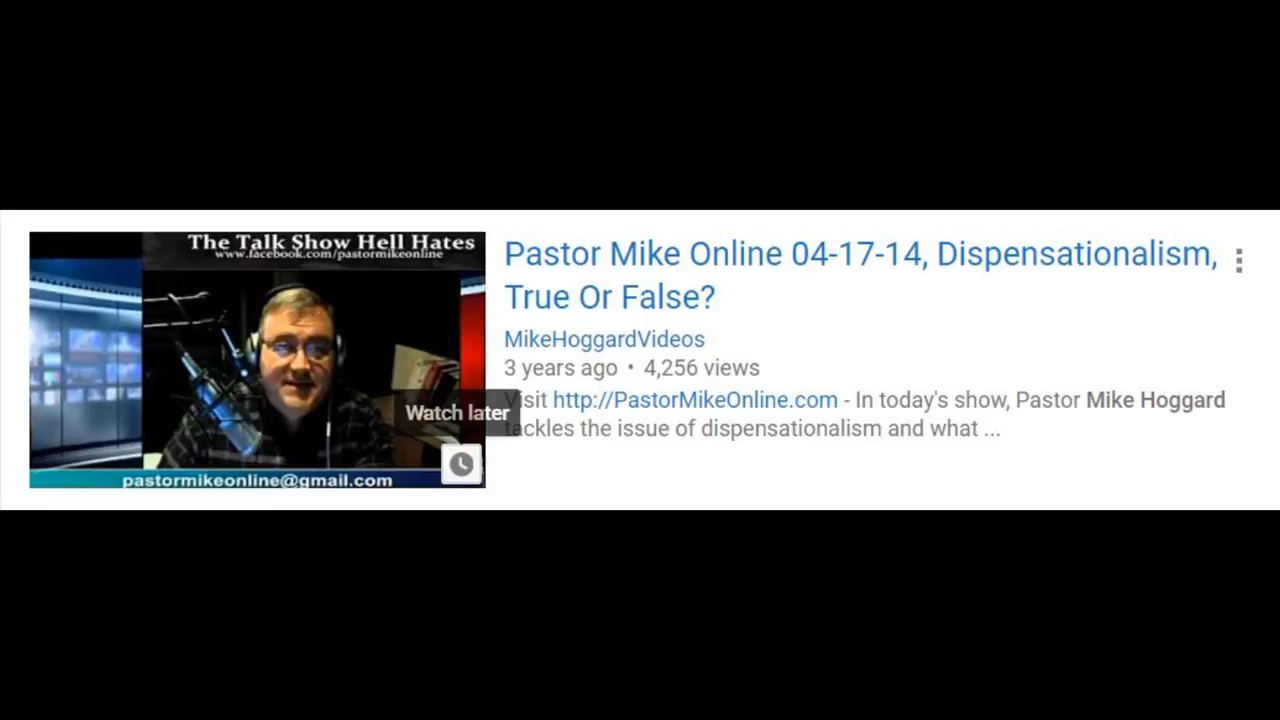 The Talk Show Hell Hates
www.facebook.com/pastormikeonline
Watch later
pastormikeonline@gmail.com
Pastor Mike Online 04-17-14, Dispensationalism,
True Or False?
MikeHoggardVideos
3 years ago • 4,256 views
Visit http://PastorMikeOnline.com - In today's show, Pastor Mike Hoggard
tackles the issue of dispensationalism and what ...